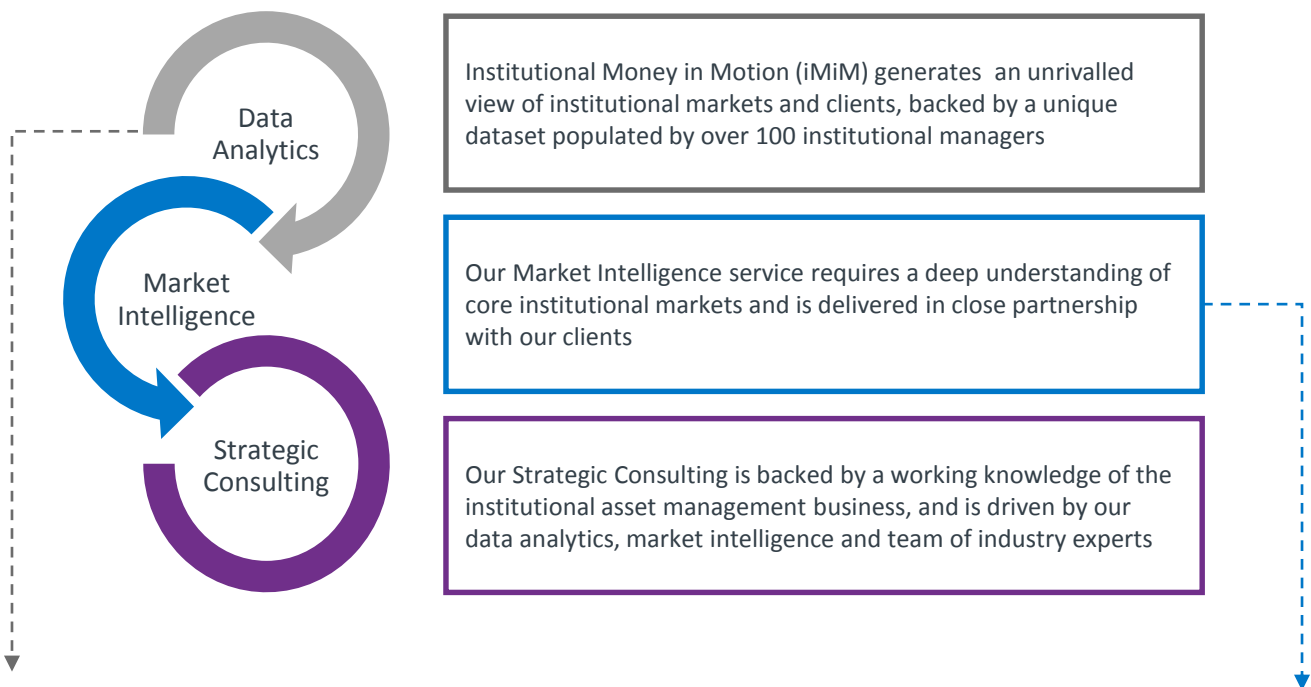 Data
Analytics
Institutional Money in Motion (iMiM) generates  an unrivalled
view of institutional markets and clients, backed by a unique
dataset populated by over 100 institutional managers
Market
Intelligence
Our Market Intelligence service requires a deep understanding of
core institutional markets and is delivered in close partnership
with our clients
Strategic
Consulting
Our Strategic Consulting is backed by a working knowledge of the
institutional asset management business, and is driven by our
data analytics, market intelligence and team of industry experts